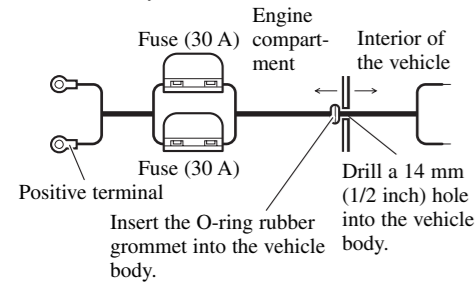 Engine
compart-
ment
Fuse (30 A)
Interior of
the vehicle
Fuse (30 A)
Positive terminal
Drill a 14 mm
(1/2 inch) hole
into the vehicle
body.
Insert the O-ring rubber
grommet into the vehicle
body.